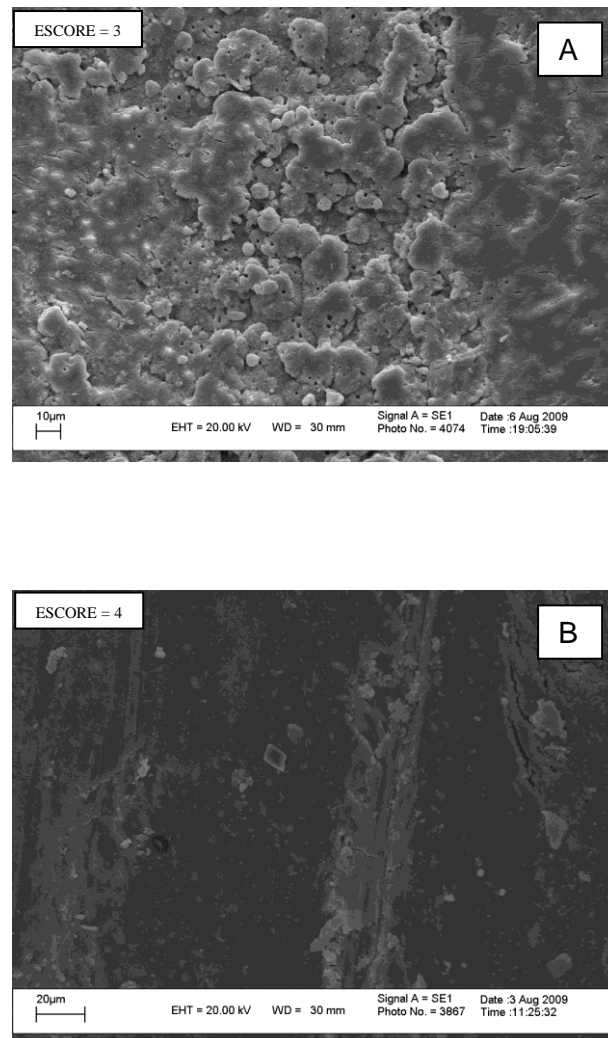 ESCORE = 3
A
10µm
EHT = 20.00 kV WD = 30 mm
Signal A = SE1 Date :6 Aug 2009
Photo No. = 4074 Time :19:05:39
ESCORE = 4
B
20µm
EHT = 20.00 kV WD = 30 mm
Signal A = SE1 Date :3 Aug 2009
Photo No. = 3867 Time :11:25:32